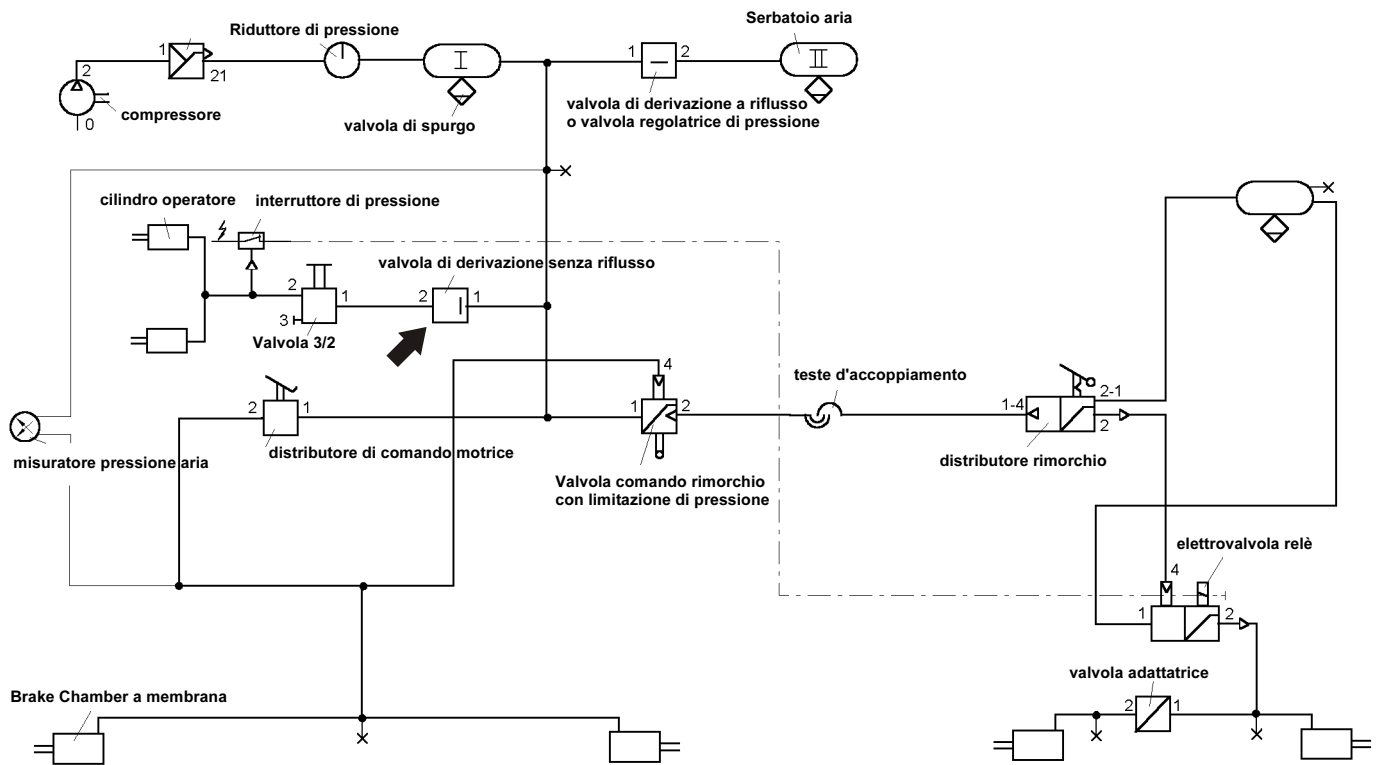 Serbatoio aria
Riduttore di pressione
1
21
2
0
compressore
I
valvola di spurgo
1
2
II
valvola di derivazione a riflusso
o valvola regolatrice di pressione
cilindro operatore
interruttore di pressione
valvola di derivazione senza riflusso
2
1
2
1
3
Valvola 3/2
4
2
1
1
2
teste d'accoppiamento
1-4
2-1
2
distributore di comando motrice
misuratore pressione aria
distributore rimorchio
Valvola comando rimorchio
con limitazione di pressione
elettrovalvola relè
4
1
2
valvola adattatrice
2
1
Brake Chamber a membrana